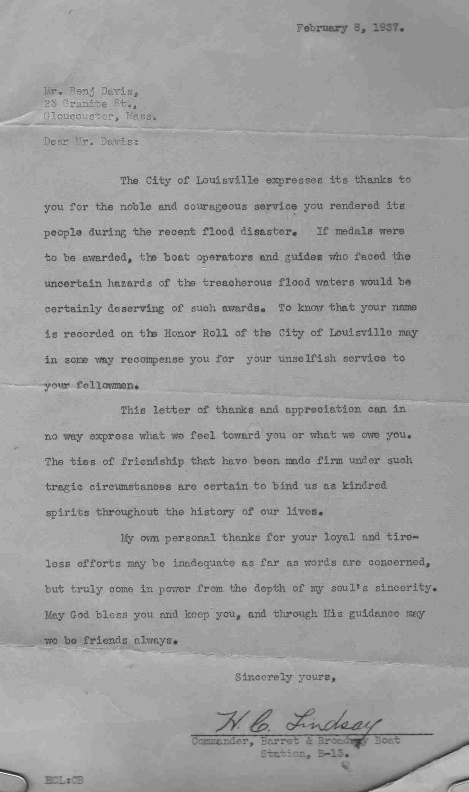 February 8, 1937.
Mr. Benj Davis,
28 Granite St.,
Gloucouster, Mass.
Dear Mr. Davis:
The City of Louisville expresses its thanks to
you for the noble and courageous service you rendered its
people during the recent flood disaster. If medals were
to be awarded, the boat operators and guides who faced the
uncertain hazards of the treacherous flood waters would be
certainly deserving of such awards. To know that your name
is recorded on the Honor Roll of the City of Louisville may
in some way recompense you for your unselfish service to
your fellowmen.
This letter of thanks and appreciation can in
no way express what we feel toward you or what we owe you.
The ties of friendship that have been made firm under such
tragic circumstances are certain to bind us as kindred
spirits throughout the history of our lives.
My own personal thanks for your loyal and tire-
less efforts may be inadequate as far as words are concerned,
but truly come in power from the depth of my soul's sincerity.
May God bless you and keep you, and through His guidance may
we be friends always.
Sincerely yours,
H. C. Lindsay
Commander, Barret & Broadway Boat
Station, B-13.
HCL:CB